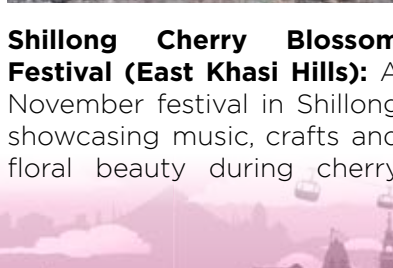 Shillong Cherry Blossom
Festival (East Khasi Hills): A
November festival in Shillong
showcasing music, crafts and
floral beauty during cherry